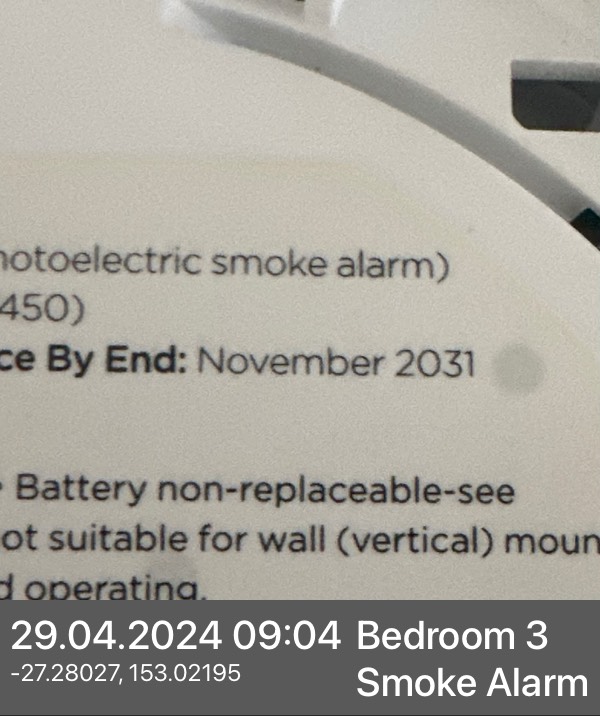 hotoelectric smoke alarm)
450)
ce By End: November 2031
• Battery non-replaceable-see
ot suitable for wall (vertical) moun
d operating.
29.04.2024 09:04
-27.28027, 153.02195
Bedroom 3
Smoke Alarm